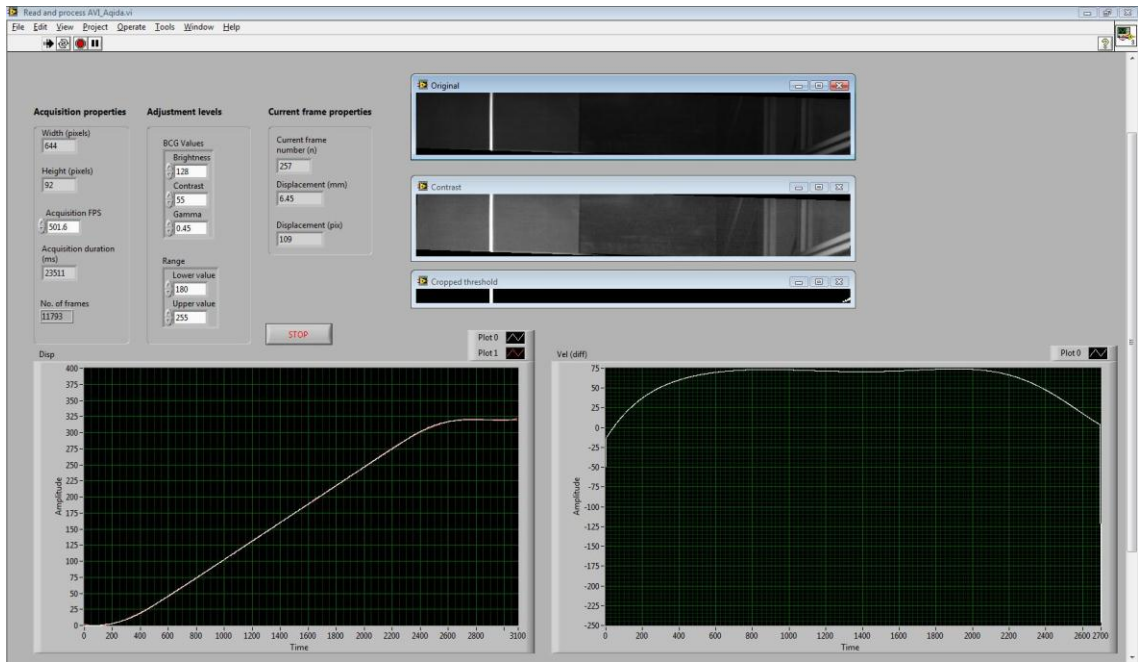 Read and process AVI_Aqida.vi
File Edit View Project Operate Tools Window Help
Acquisition properties
Width (pixels)
644
Height (pixels)
92
Acquisition FPS
501.6
Acquisition duration
(ms)
23511
No. of frames
11793
Adjustment levels
BCG Values
Brightness
128
Contrast
55
Gamma
0.45
Range
Lower value
180
Upper value
255
Current frame properties
Current frame
number (n)
257
Displacement (mm)
6.45
Displacement (pix)
109
STOP
Original
Contrast
Cropped threshold
Disp
Plot 0
Plot 1
400
375
350
325
300
275
250
225
200
175
150
125
100
75
50
25
0
Amplitude
0 200 400 600 800 1000 1200 1400 1600 1800 2000 2200 2400 2600 2800 3100
Time
Vel (diff)
Plot 0
75
50
25
0
-25
-50
-75
-100
-125
-150
-175
-200
-225
-250
Amplitude
0 200 400 600 800 1000 1200 1400 1600 1800 2000 2200 2400 2600 2700
Time